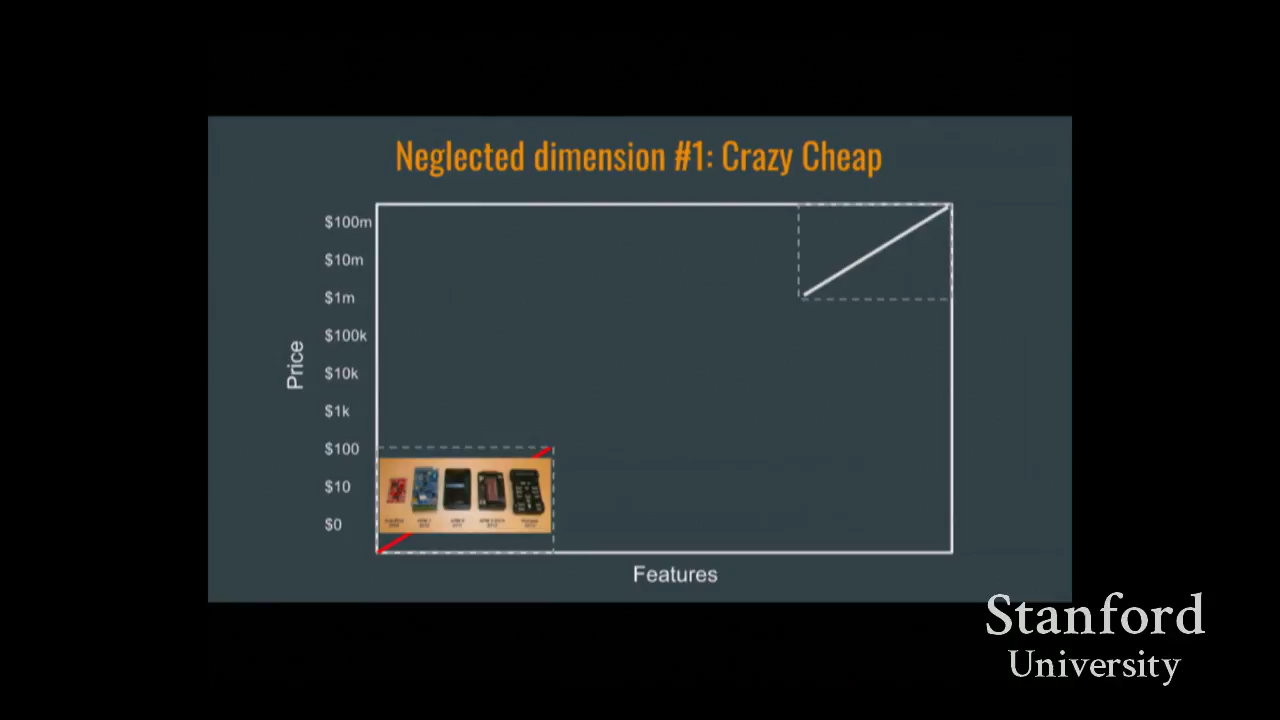 Neglected dimension #1: Crazy Cheap
$100m
$10m
$1m
$100k
$10k
$1k
$100
$10
$0
Price
Features
Stanford
University